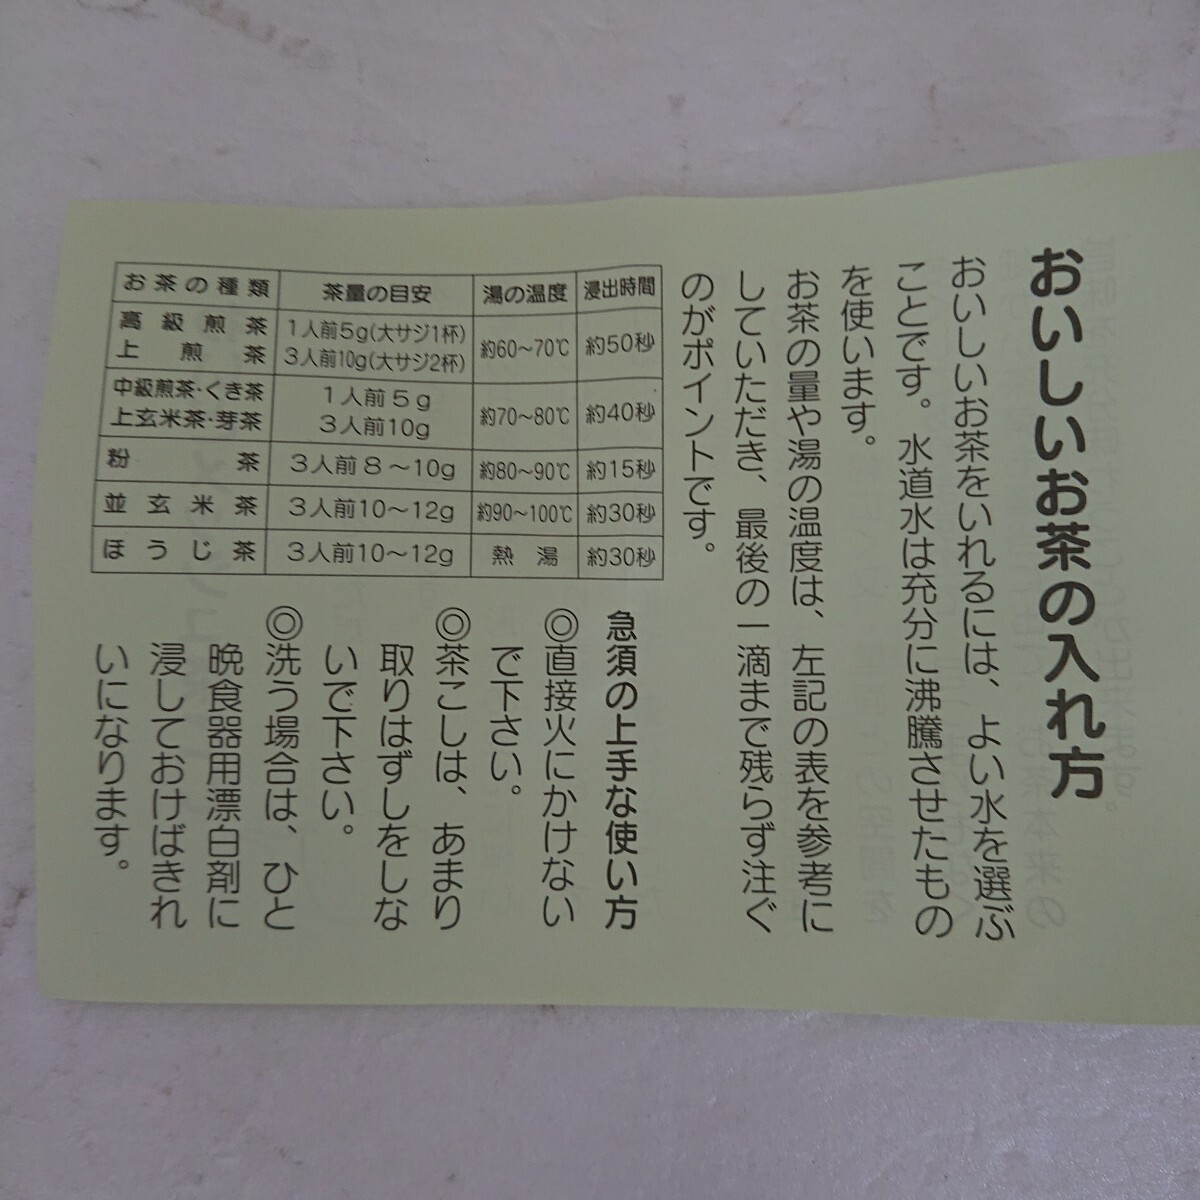 おいしいお茶の入れ方
おいしいお茶をいれるには、よい水を選ぶ
ことです。水道水は充分に沸騰させたもの
を使います。
お茶の量や湯の温度は、左記の表を参考に
していただき、最後の一滴まで残らず注ぐ
のがポイントです。
お茶の種類 茶量の目安 湯の温度 浸出時間
高級煎茶 1人前5g(大サジ1杯)
上煎茶 3人前10g(大サジ2杯) 約60〜70℃ 約50秒
中級煎茶・くき茶 1人前5g
上玄米茶・芽茶 3人前10g 約70〜80℃ 約40秒
粉茶 3人前8〜10g 約80〜90℃ 約15秒
並玄米茶 3人前10〜12g 約90〜100℃ 約30秒
ほうじ茶 3人前10〜12g 熱湯 約30秒
急須の上手な使い方
◎直接火にかけない
で下さい。
◎茶こしは、あまり
取りはずしをしな
いで下さい。
◎洗う場合は、ひと
晩食器用漂白剤に
浸しておけばきれ
いになります。